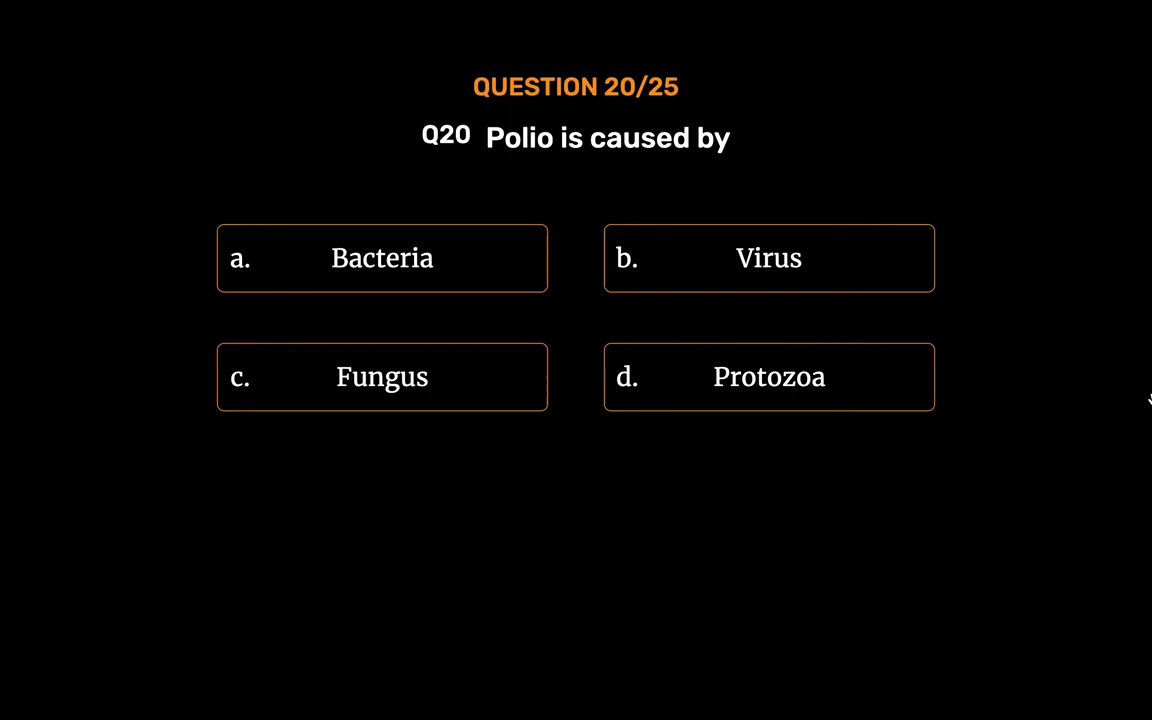 QUESTION 20/25
Q20 Polio is caused by
a. Bacteria
b. Virus
c. Fungus
d. Protozoa